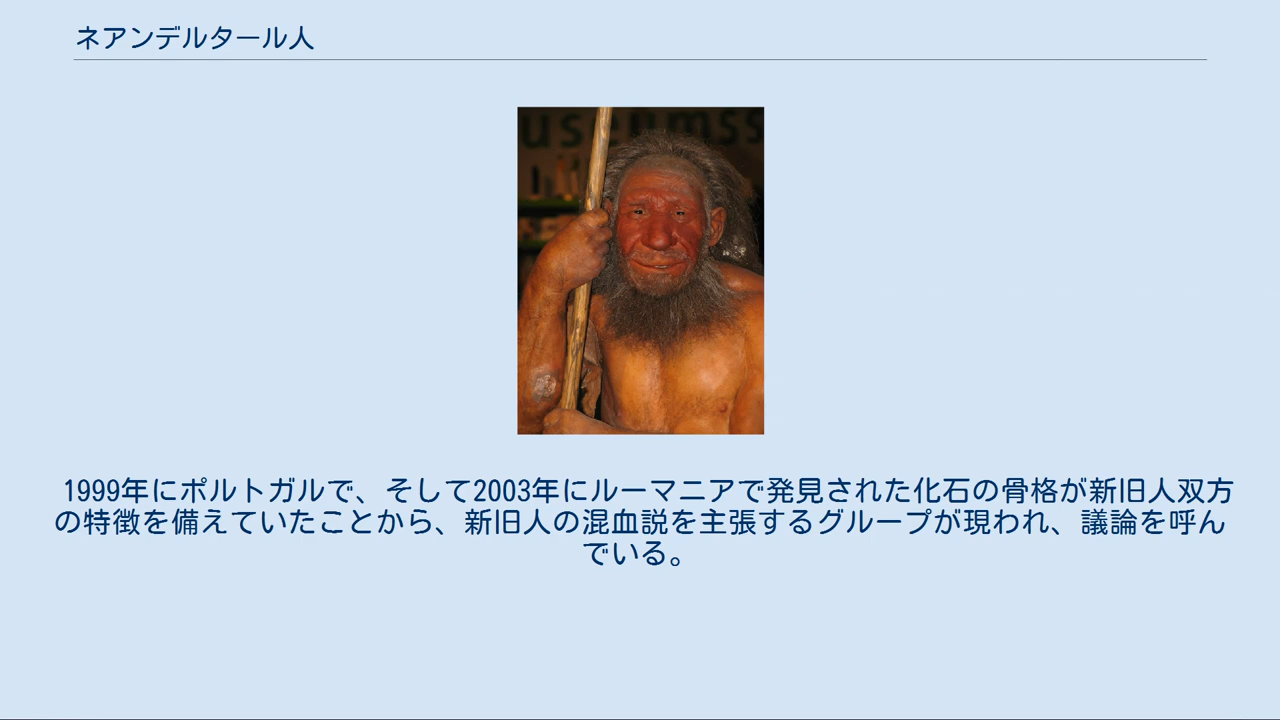 ネアンデルタール人
useumss
1999年にポルトガルで、そして2003年にルーマニアで発見された化石の骨格が新旧人双方
の特徴を備えていたことから、新旧人の混血説を主張するグループが現われ、議論を呼ん
でいる。